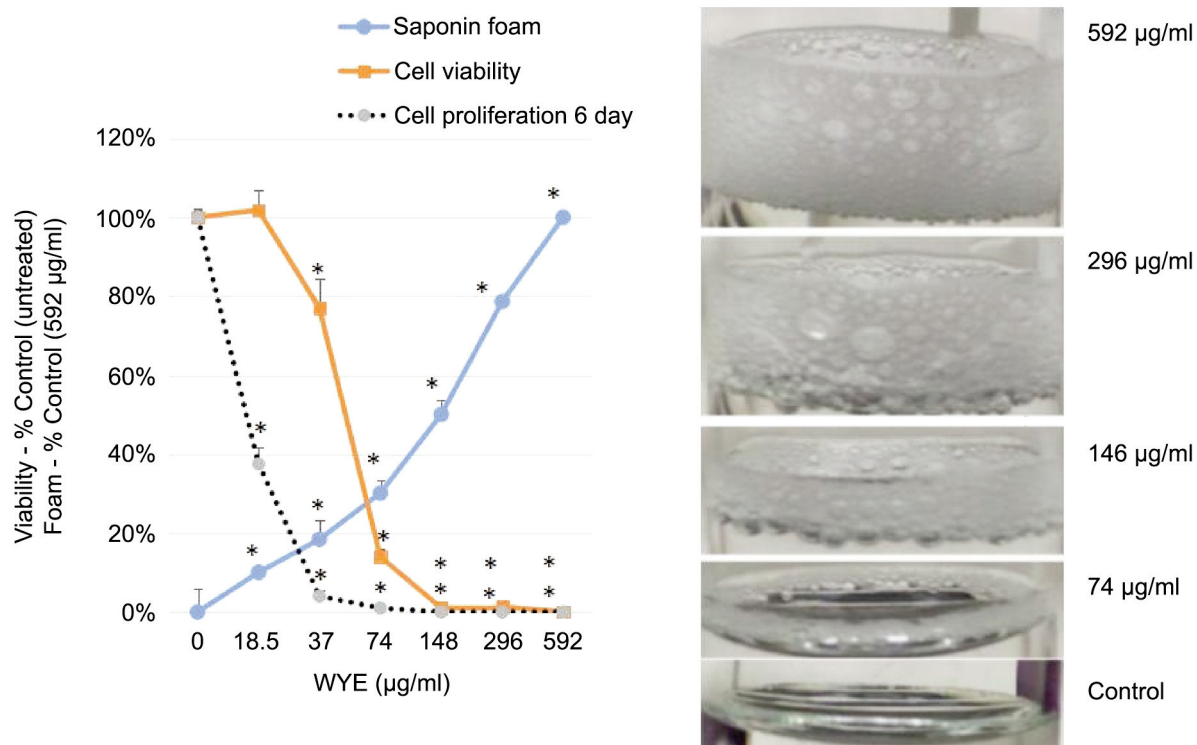 Saponin foam
Cell viability
Cell proliferation 6 day
Viability - % Control (untreated)
Foam - % Control (592 µg/ml)
120%
100%
80%
60%
40%
20%
0%
* * * * * *
* * * * *
* * * * * *
0 18.5 37 74 148 296 592
WYE (µg/ml)
592 µg/ml
296 µg/ml
146 µg/ml
74 µg/ml
Control